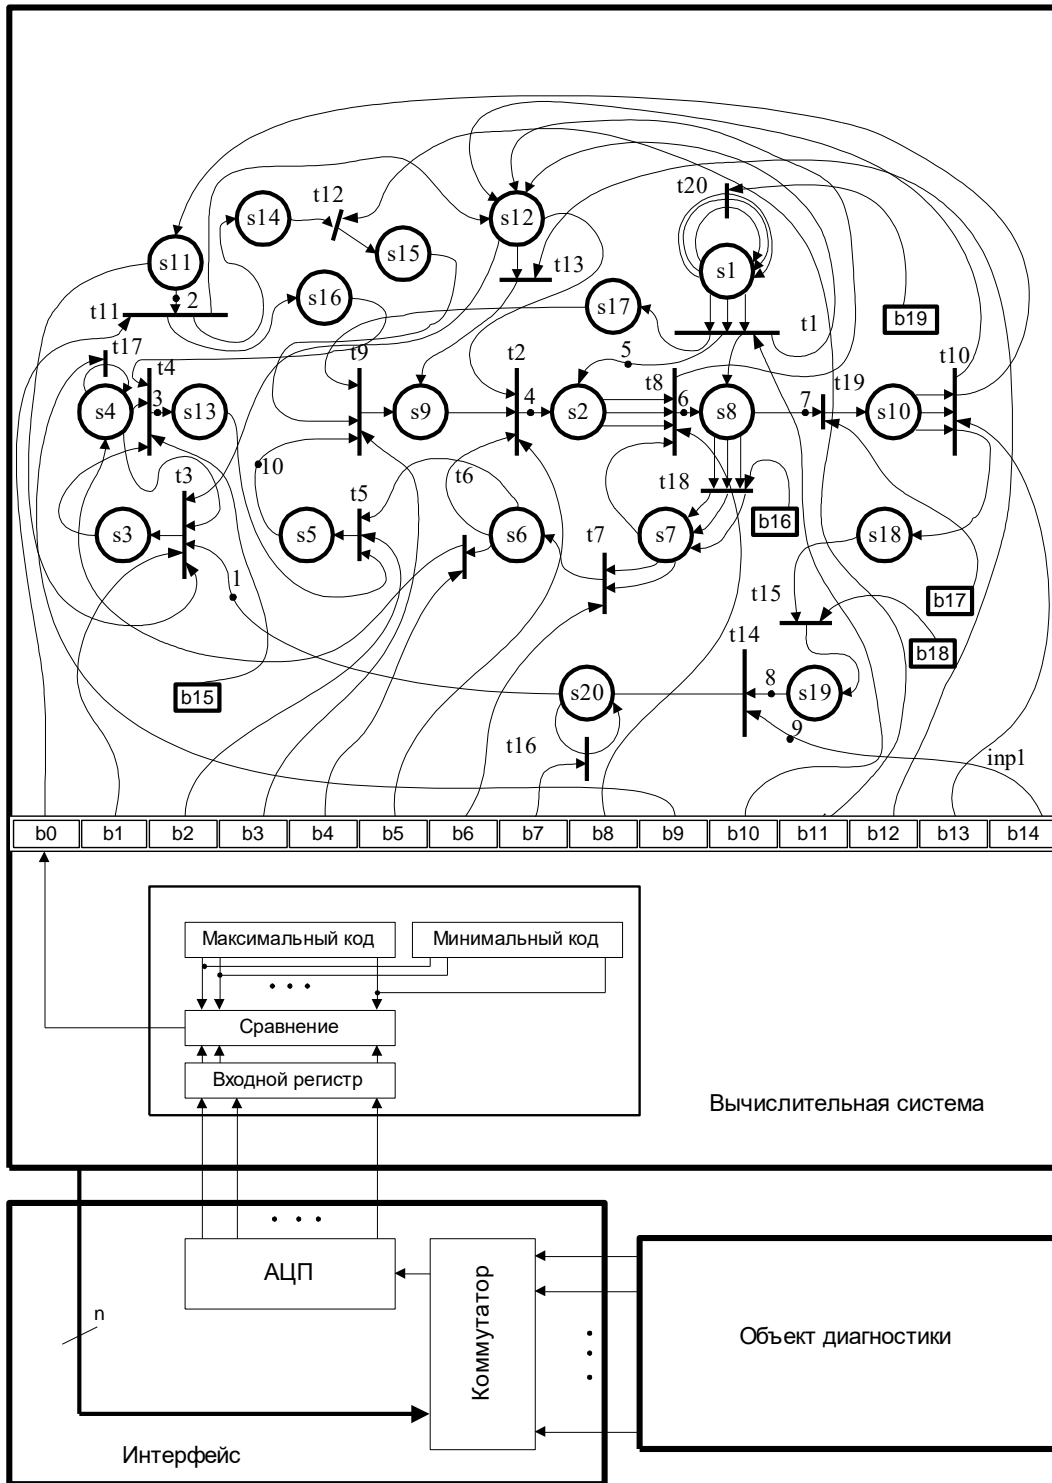 t12
t20
s14
s12
s15
s11
t13
s1
s16
s17
2
t11
t1
b19
t17
t4
t9
t2
5
t8
t19
t10
3
4
6
7
s4
s13
s9
s2
s8
s10
10
t6
t3
t5
t18
b16
s3
s5
s6
t7
s7
s18
1
t15
b17
t14
b18
b15
s20
8
s19
9
t16
inp1
b0 b1 b2 b3 b4 b5 b6 b7 b8 b9 b10 b11 b12 b13 b14
Максимальный код
Минимальный код
Сравнение
Входной регистр
Вычислительная система
АЦП
Коммутатор
n
Объект диагностики
Интерфейс